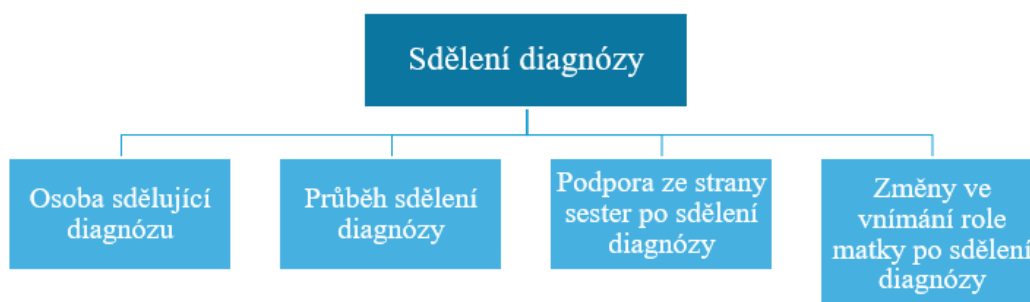 Sdělení diagnózy
Osoba sdělující
diagnózu
Průběh sdělení
diagnózy
Podpora ze strany
sester po sdělení
diagnózy
Změny ve
vnímání role
matky po sdělení
diagnózy